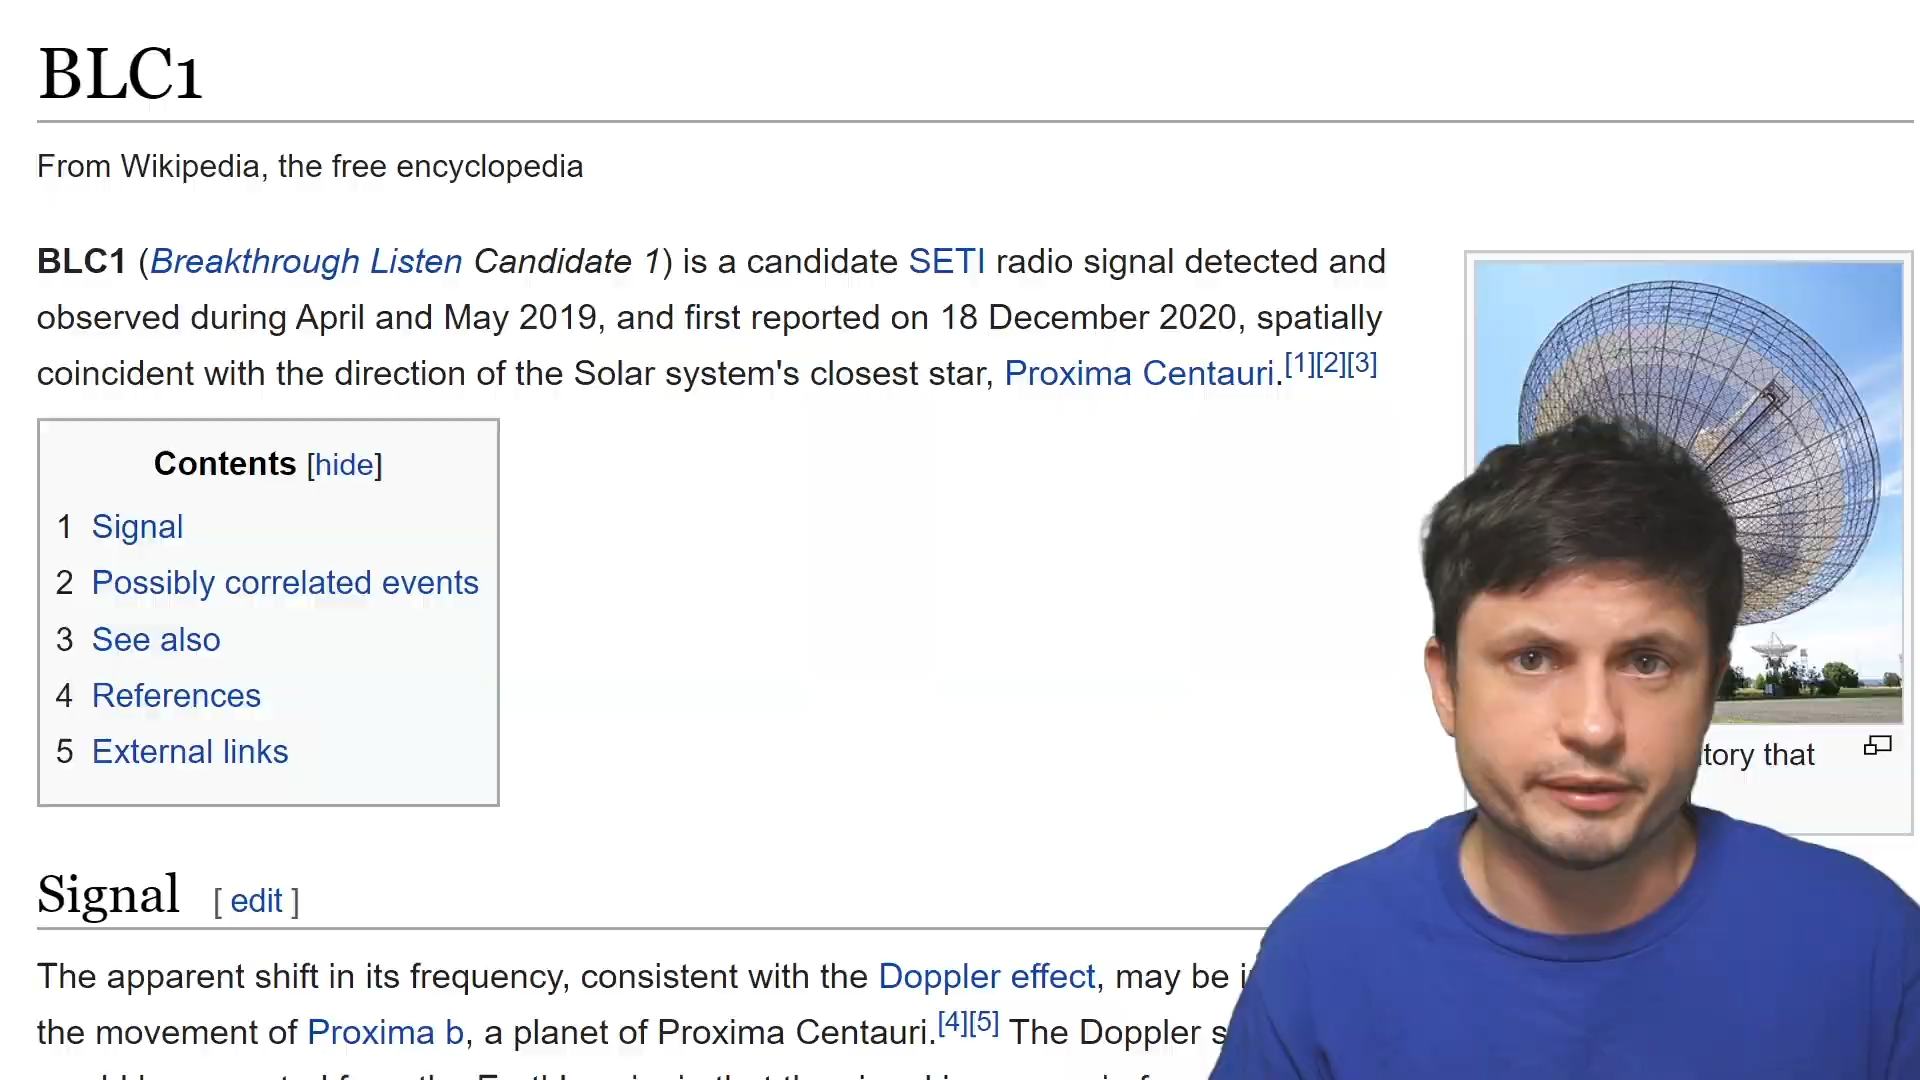 BLC1
From Wikipedia, the free encyclopedia
BLC1 (Breakthrough Listen Candidate 1) is a candidate SETI radio signal detected and
observed during April and May 2019, and first reported on 18 December 2020, spatially
coincident with the direction of the Solar system's closest star, Proxima Centauri.[1][2][3]
Contents [hide]
1 Signal
2 Possibly correlated events
3 See also
4 References
5 External links
tory that
Signal [ edit ]
The apparent shift in its frequency, consistent with the Doppler effect, may be
the movement of Proxima b, a planet of Proxima Centauri.[4][5] The Doppler